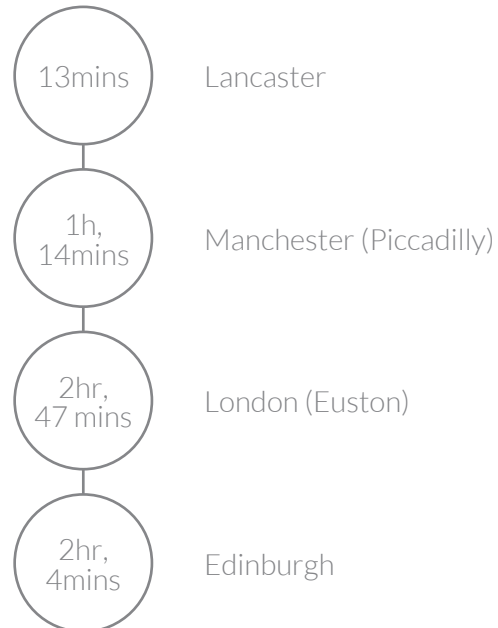 13mins
Lancaster
1h,
14mins
Manchester (Piccadilly)
2hr,
47 mins
London (Euston)
2hr,
4mins
Edinburgh